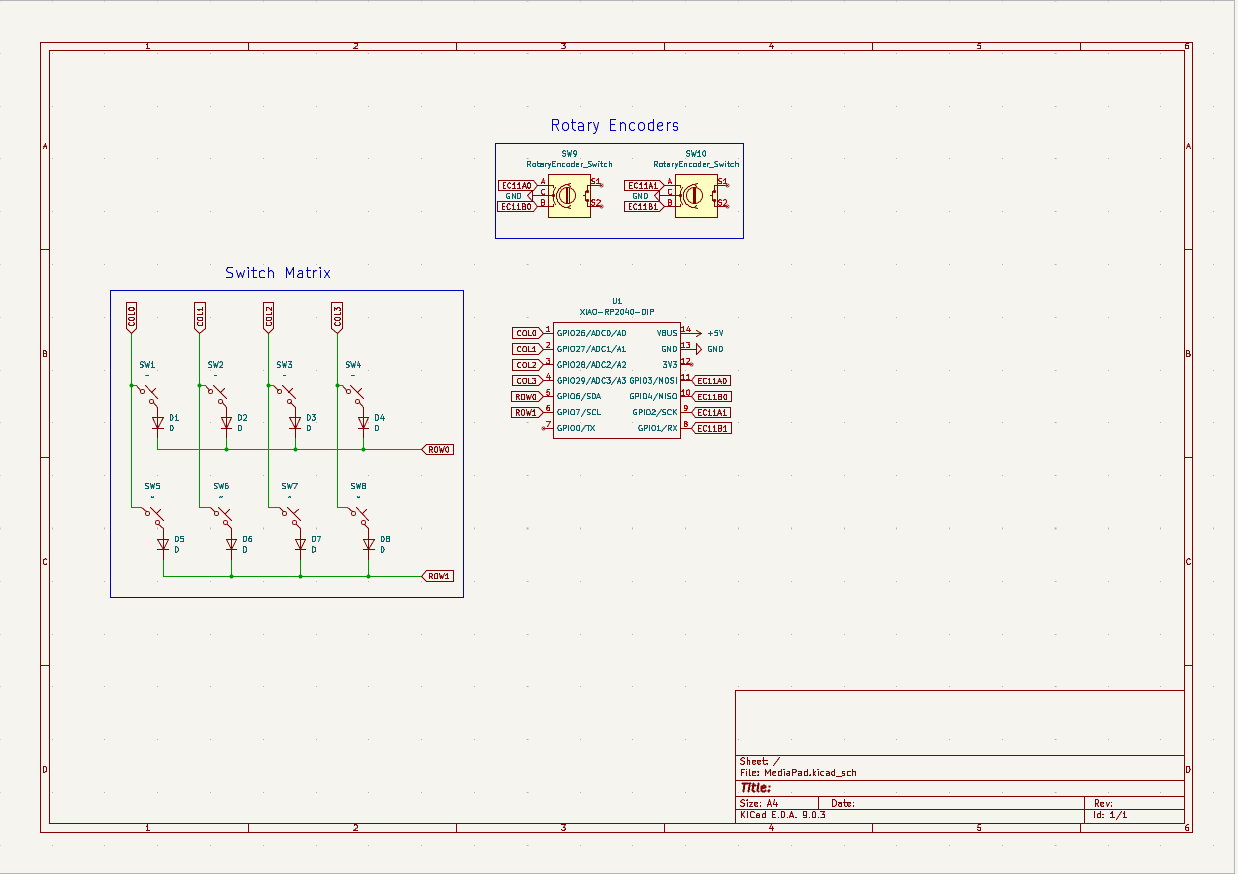 1 2 3 4 5 6
A A
B B
C C
D D
Rotary Encoders
SW9
RotaryEncoder_Switch
EC11A0 A S1
GND C
EC11B0 B S2
SW10
RotaryEncoder_Switch
EC11A1 A S1
GND C
EC11B1 B S2
Switch Matrix
COL0 COL1 COL2 COL3
SW1 SW2 SW3 SW4
~ ~ ~ ~
D1 D2 D3 D4
D D D D
ROW0
SW5 SW6 SW7 SW8
~ ~ ~ ~
D5 D6 D7 D8
D D D D
ROW1
U1
XIAO-RP2040-DIP
COL0 1 GPIO26/ADC0/A0 VBUS 14 +5V
COL1 2 GPIO27/ADC1/A1 GND 13 GND
COL2 3 GPIO28/ADC2/A2 3V3 12
COL3 4 GPIO29/ADC3/A3 GPIO3/MOSI 11 EC11A0
ROW0 5 GPIO6/SDA GPIO4/MISO 10 EC11B0
ROW1 6 GPIO7/SCL GPIO2/SCK 9 EC11A1
7 GPIO0/TX GPIO1/RX 8 EC11B1
Sheet: /
File: MediaPad.kicad_sch
Title:
Size: A4 Date: Rev:
KiCad E.D.A. 9.0.3 Id: 1/1
1 2 3 4 5 6